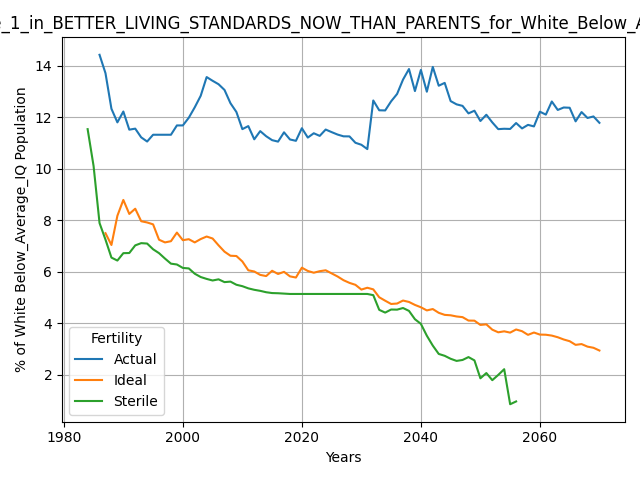 _1_in_BETTER_LIVING_STANDARDS_NOW_THAN_PARENTS_for_White_Below_A
% of White Below_Average_IQ Population
14
12
10
8
6
4
2
Fertility
Actual
Ideal
Sterile
1980
2000
2020
2040
2060
Years